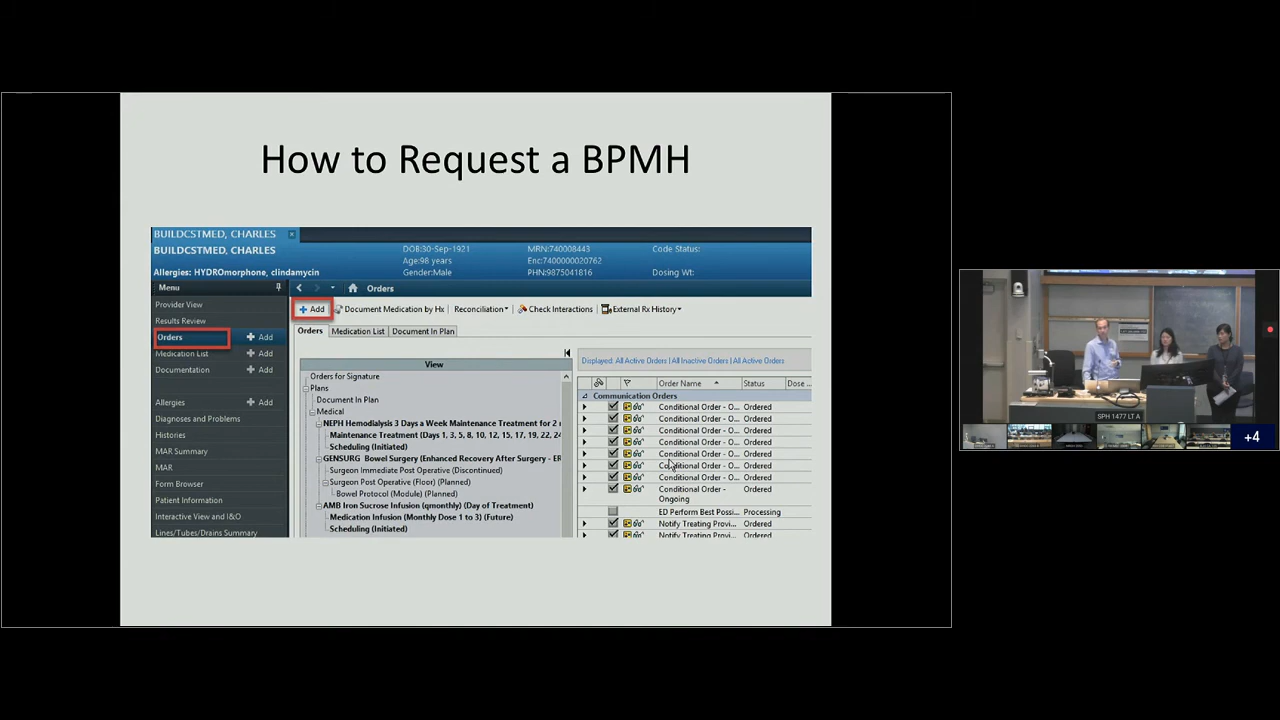 How to Request a BPMH
BUILDCSTMED, CHARLES
BUILDCSTMED, CHARLES
DOB:30-Sep-1921
MRN:740008443
Code Status:
Age:98 years
Enc:7400000020762
Allergies: HYDROmorphone, clindamycin
Gender:Male
PHN:9875041816
Dosing Wt:
Menu
Orders
Provider View
Results Review
Orders
Add
Medication List
Add
Documentation
Add
Allergies
Add
Diagnoses and Problems
Histories
MAR Summary
MAR
Form Browser
Patient Information
Interactive View and I&O
Lines/Tubes/Drains Summary
Add
Document Medication by Hx
Reconciliation
Check Interactions
External Rx History
Orders
Medication List
Document In Plan
View
Orders for Signature
Plans
Document In Plan
Medical
NEPH Hemodialysis 3 Days a Week Maintenance Treatment for 2
Maintenance Treatment (Days 1, 3, 5, 8, 10, 12, 15, 17, 19, 22, 24
Scheduling (Initiated)
GENSURG Bowel Surgery (Enhanced Recovery After Surgery - ER
Surgeon Immediate Post Operative (Discontinued)
Surgeon Post Operative (Floor) (Planned)
Bowel Protocol (Module) (Planned)
AMB Iron Sucrose Infusion (qmonthly) (Day of Treatment)
Medication Infusion (Monthly Dose 1 to 3) (Future)
Scheduling (Initiated)
Displayed: All Active Orders | All Inactive Orders | All Active Orders
Order Name
Status
Dose ...
Communication Orders
Conditional Order - O... Ordered
Conditional Order - O... Ordered
Conditional Order - O... Ordered
Conditional Order - O... Ordered
Conditional Order - O... Ordered
Conditional Order - O... Ordered
Conditional Order - O... Ordered
Conditional Order - Ordered
Ongoing
ED Perform Best Possi... Processing
Notify Treating Provi... Ordered
Notify Treating Provi... Ordered
SPH 1477 LT A
+4